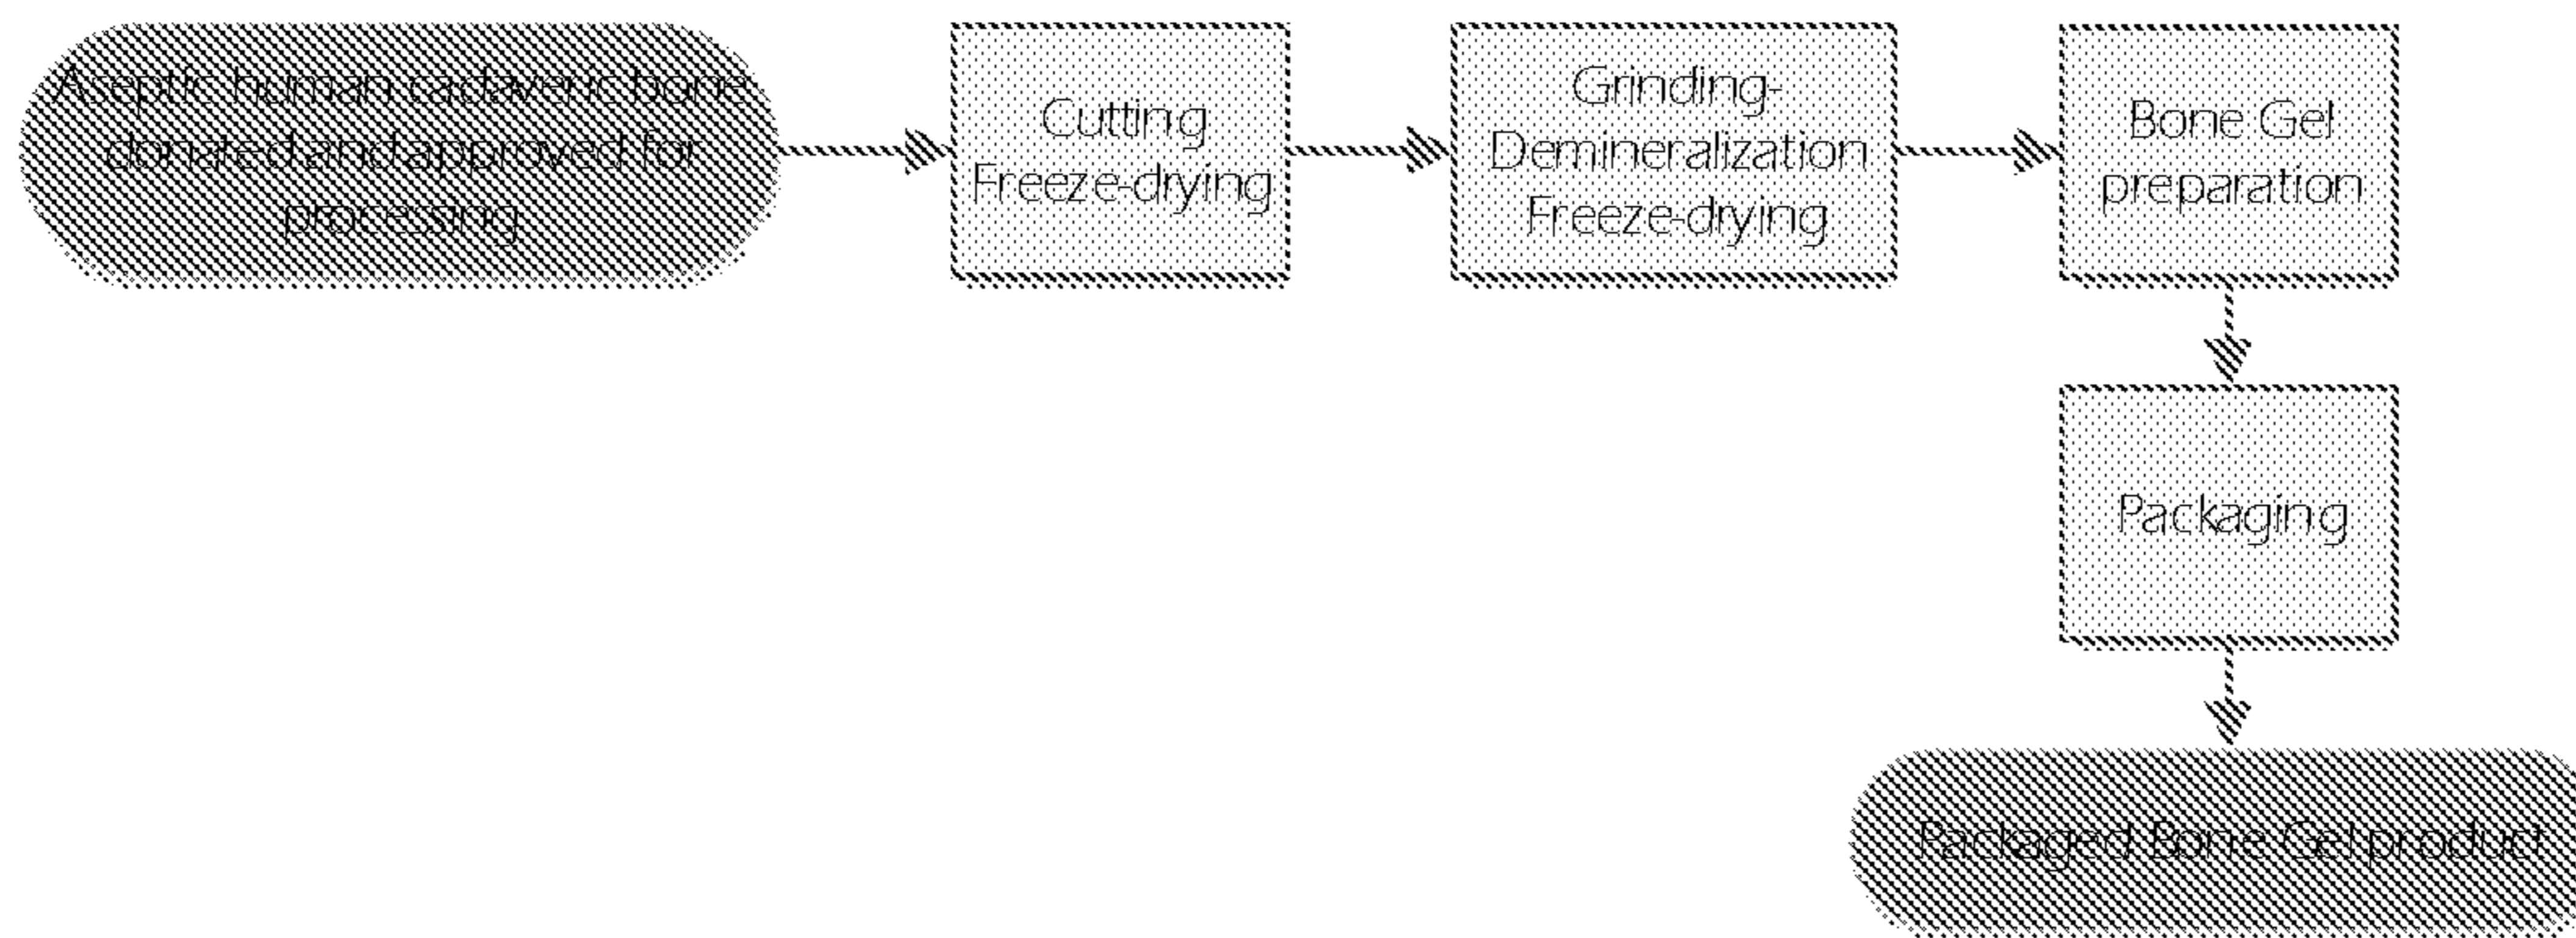 Aseptic human cadaveric bone
donated and approved for
processing
Cutting
Freeze-drying
Grinding-
Demineralization
Freeze-drying
Bone Gel
preparation
Packaging
Packaged Bone Gel product